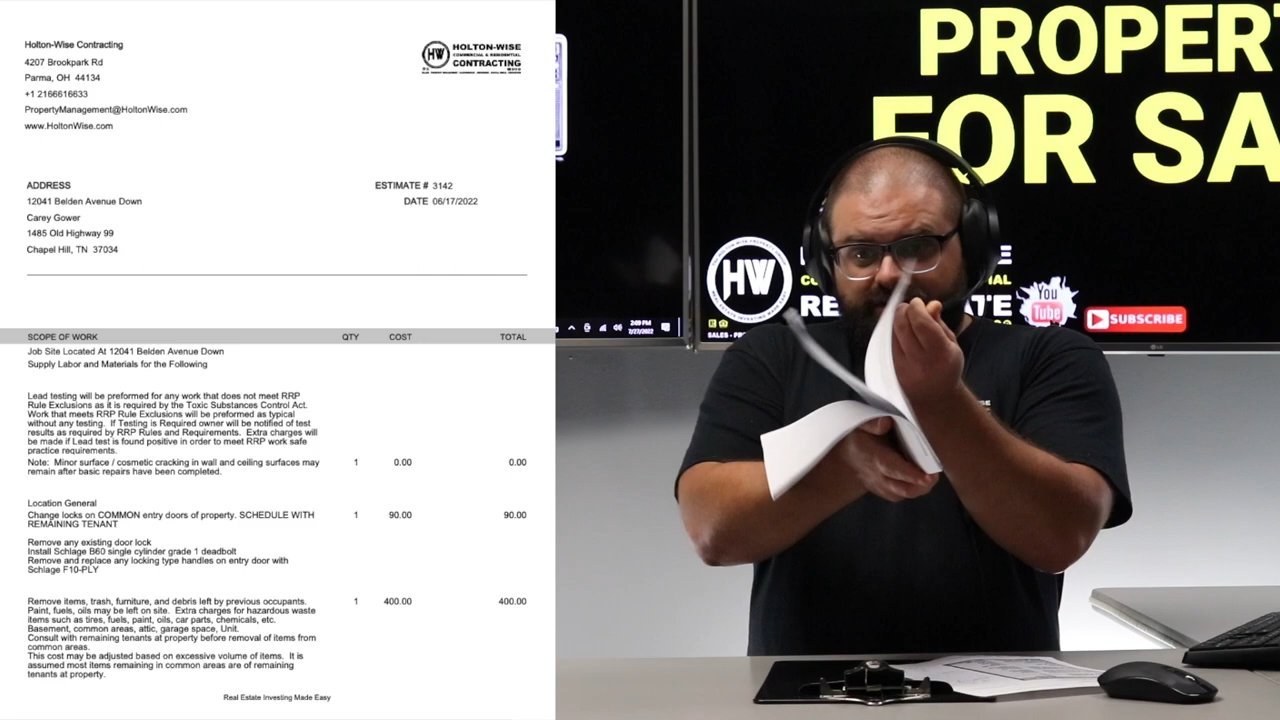 Holton-Wise Contracting
4207 Brookpark Rd
Parma, OH 44134
+1 2166616633
PropertyManagement@HoltonWise.com
www.HoltonWise.com
HW
HOLTON-WISE
COMMERCIAL & RESIDENTIAL
CONTRACTING
ADDRESS
12041 Belden Avenue Down
Carey Gower
1485 Old Highway 99
Chapel Hill, TN 37034
ESTIMATE # 3142
DATE 06/17/2022
SCOPE OF WORK QTY COST TOTAL
Job Site Located At 12041 Belden Avenue Down
Supply Labor and Materials for the Following
Lead testing will be preformed for any work that does not meet RRP
Rule Exclusions as it is required by the Toxic Substances Control Act.
Work that meets RRP Rule Exclusions will be preformed as typical
without any testing. If Testing is Required owner will be notified of test
results as required by RRP Rules and Requirements. Extra charges will
be made if Lead test is found positive in order to meet RRP work safe
practice requirements.
Note: Minor surface / cosmetic cracking in wall and ceiling surfaces may 1 0.00 0.00
remain after basic repairs have been completed.
Location General
Change locks on COMMON entry doors of property. SCHEDULE WITH 1 90.00 90.00
REMAINING TENANT
Remove any existing door lock
Install Schlage B60 single cylinder grade 1 deadbolt
Remove and replace any locking type handles on entry door with
Schlage F10-PLY
Remove items, trash, furniture, and debris left by previous occupants. 1 400.00 400.00
Paint, fuels, oils may be left on site. Extra charges for hazardous waste
items such as tires, fuels, paint, oils, car parts, chemicals, etc.
Basement, common areas, attic, garage space, Unit.
Consult with remaining tenants at property before removal of items from
common areas.
This cost may be adjusted based on excessive volume of items. It is
assumed most items remaining in common areas are of remaining
tenants at property.
Real Estate Investing Made Easy
PROPER
FOR SA
HW
You
Tube
SUBSCRIBE
2:09 PM
7/27/2022
LG